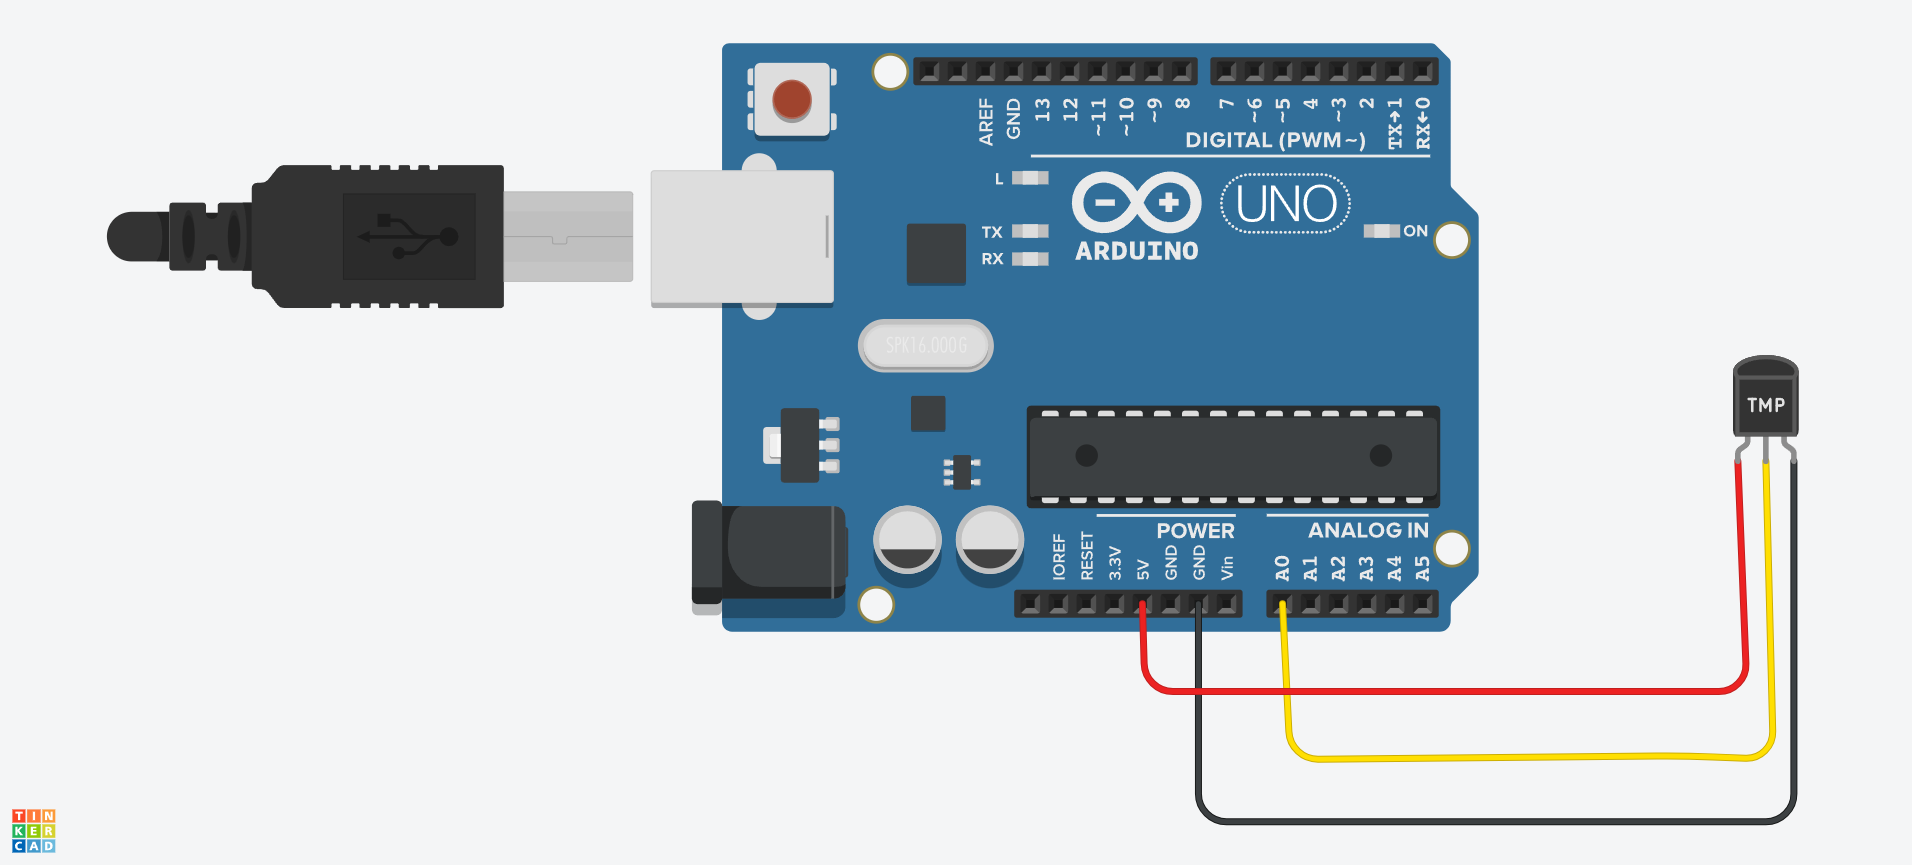 AREF
GND
13
12
~11
~10
~9
8
7
~6
~5
4
~3
2
TX→1
RX←0
DIGITAL (PWM~)
L
TX
RX
ARDUINO
UNO
ON
SPK16.000G
TMP
POWER
ANALOG IN
IOREF
RESET
3.3V
5V
GND
GND
Vin
A0
A1
A2
A3
A4
A5
TIN
KER
CAD